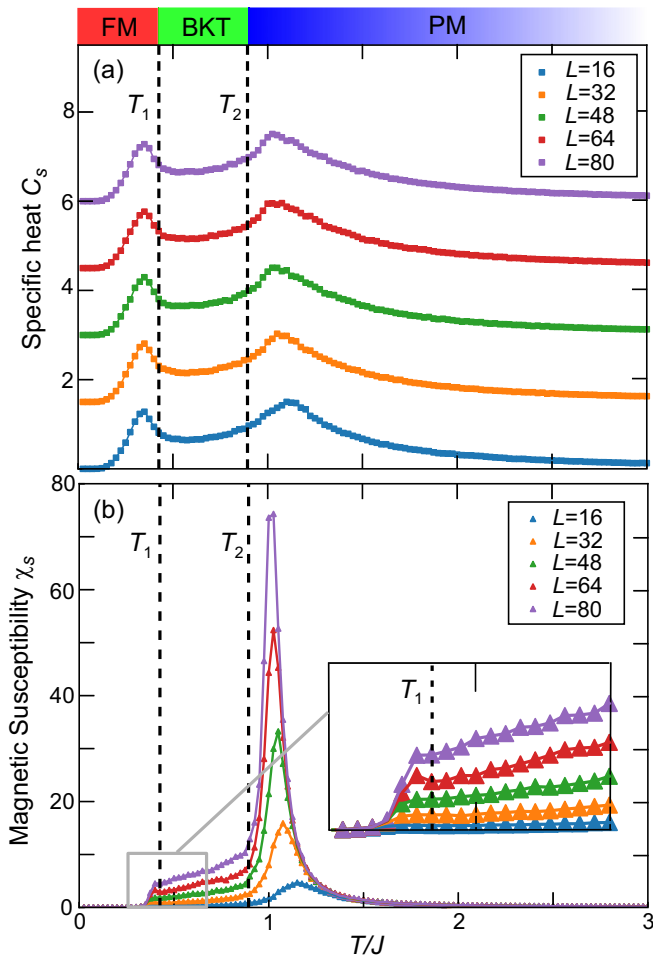 FM BKT PM
(a)
T1 T2
L=16
L=32
L=48
L=64
L=80
8
6
4
2
Specific heat Cs
(b)
T1 T2
L=16
L=32
L=48
L=64
L=80
T1
80
60
40
20
0
Magnetic Susceptibility χs
0 1 2 3
T/J